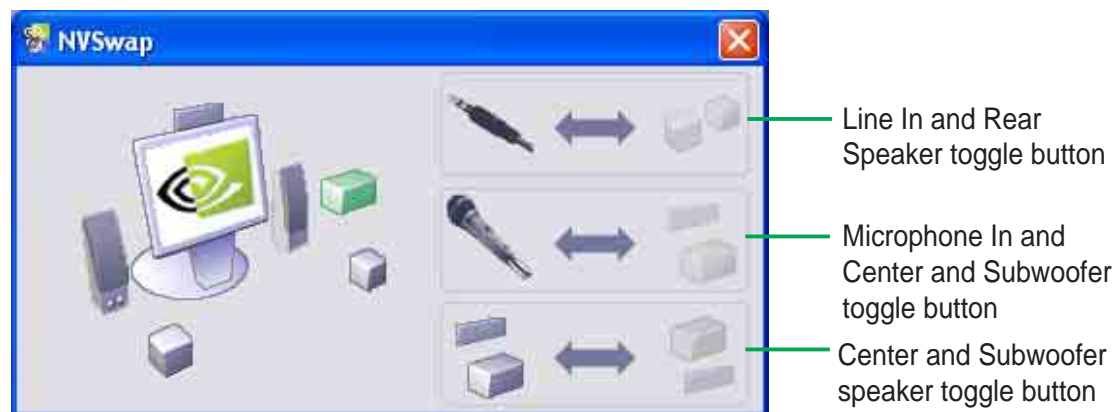 NVSwap
Line In and Rear
Speaker toggle button
Microphone In and
Center and Subwoofer
toggle button
Center and Subwoofer
speaker toggle button